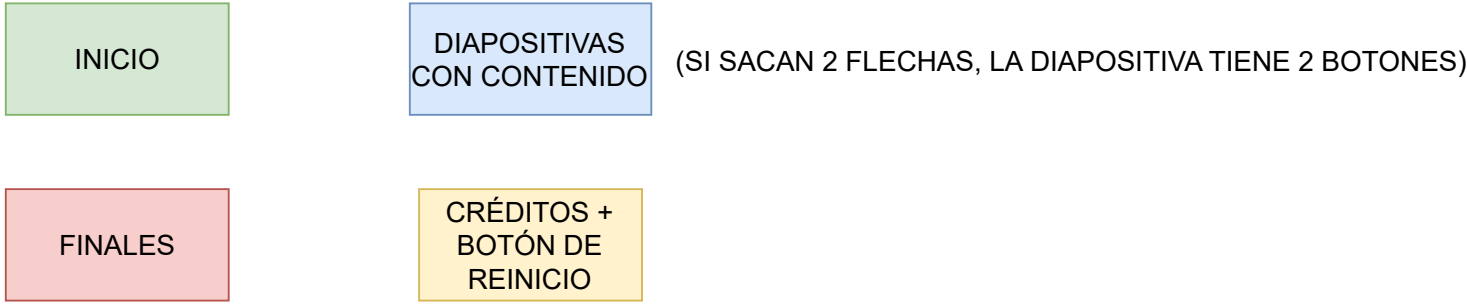 INICIO
DIAPOSITIVAS
CON CONTENIDO
(SI SACAN 2 FLECHAS, LA DIAPOSITIVA TIENE 2 BOTONES)
FINALES
CRÉDITOS +
BOTÓN DE
REINICIO